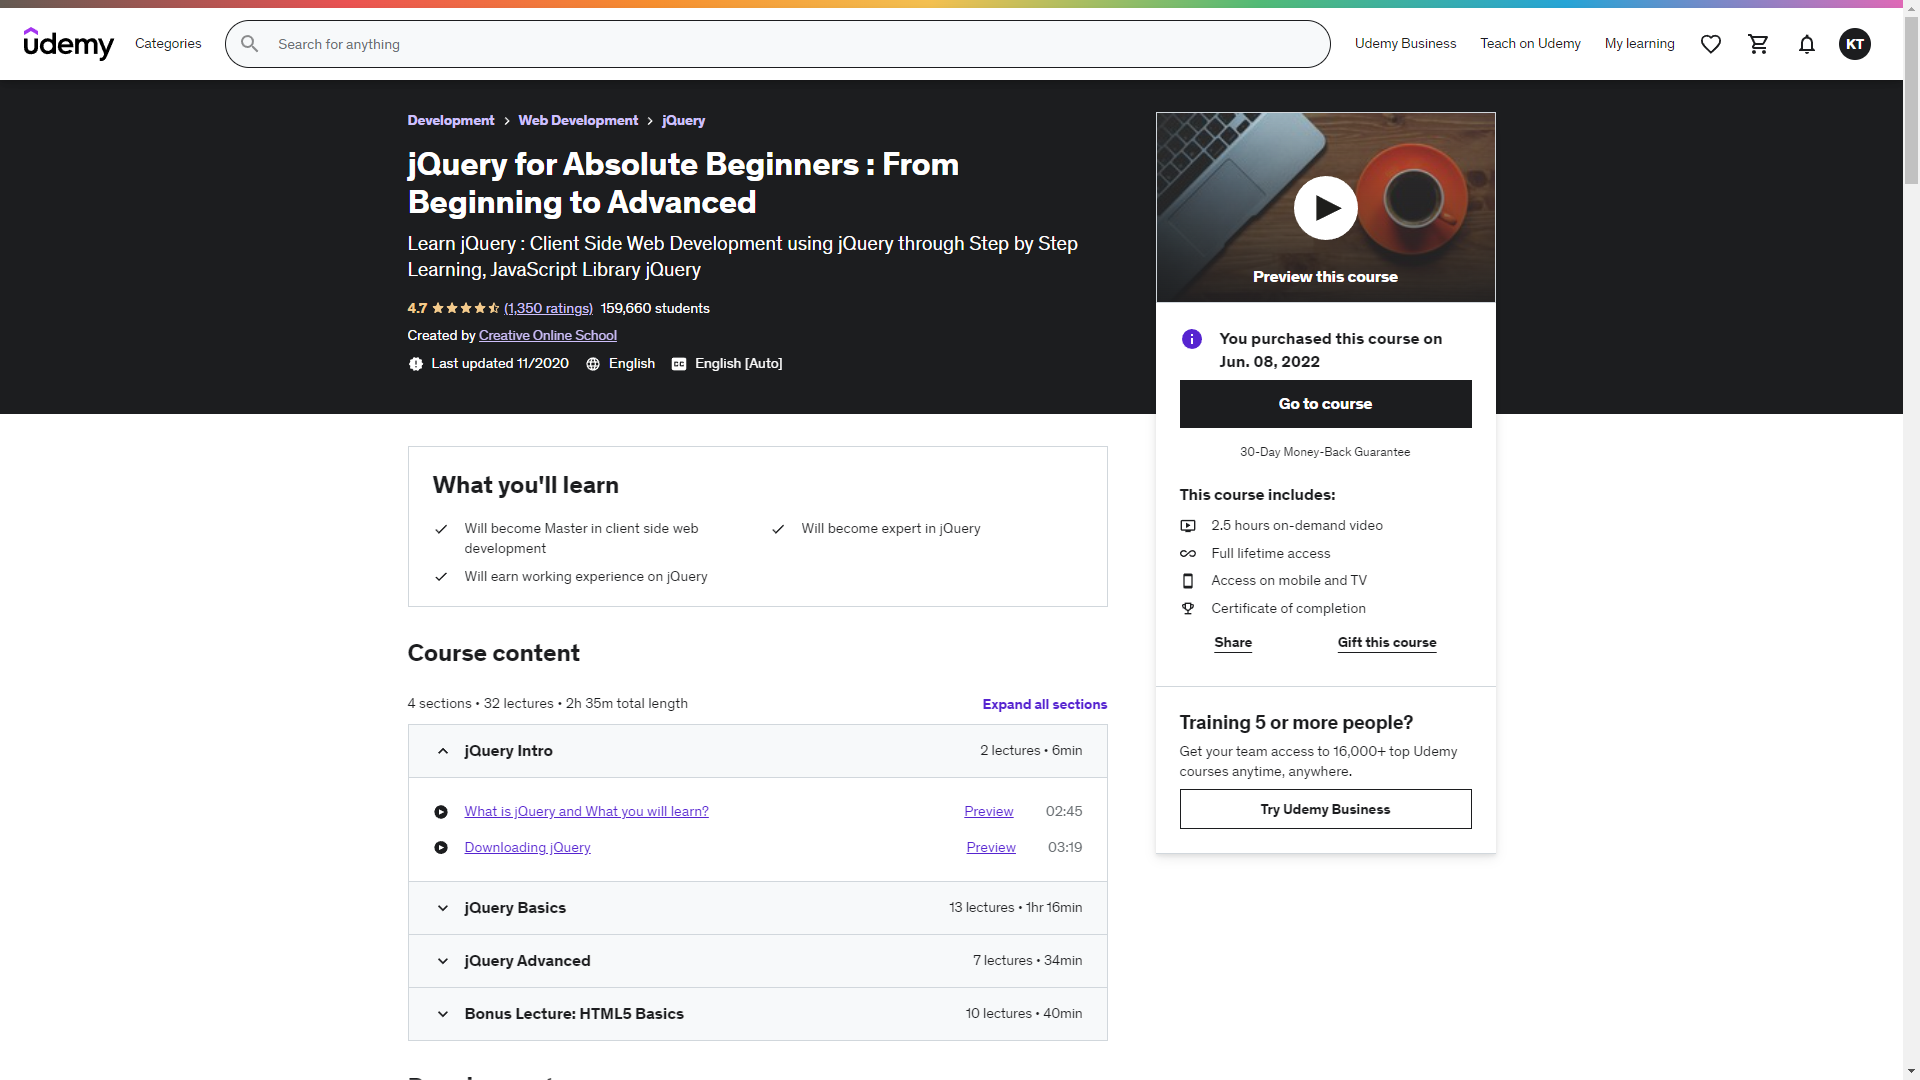 udemy
Categories
Search for anything
Udemy Business
Teach on Udemy
My learning
KT
Development
Web Development
jQuery
jQuery for Absolute Beginners : From
Beginning to Advanced
Learn jQuery : Client Side Web Development using jQuery through Step by Step
Learning, JavaScript Library jQuery
4.7 (1,350 ratings) 159,660 students
Created by Creative Online School
Last updated 11/2020 English CC English [Auto]
Preview this course
You purchased this course on
Jun. 08, 2022
Go to course
30-Day Money-Back Guarantee
This course includes:
2.5 hours on-demand video
Full lifetime access
Access on mobile and TV
Certificate of completion
Share Gift this course
Training 5 or more people?
Get your team access to 16,000+ top Udemy
courses anytime, anywhere.
Try Udemy Business
What you'll learn
Will become Master in client side web
development
Will become expert in jQuery
Will earn working experience on jQuery
Course content
4 sections • 32 lectures • 2h 35m total length
Expand all sections
jQuery Intro 2 lectures • 6min
What is jQuery and What you will learn? Preview 02:45
Downloading jQuery Preview 03:19
jQuery Basics 13 lectures • 1hr 16min
jQuery Advanced 7 lectures • 34min
Bonus Lecture: HTML5 Basics 10 lectures • 40min